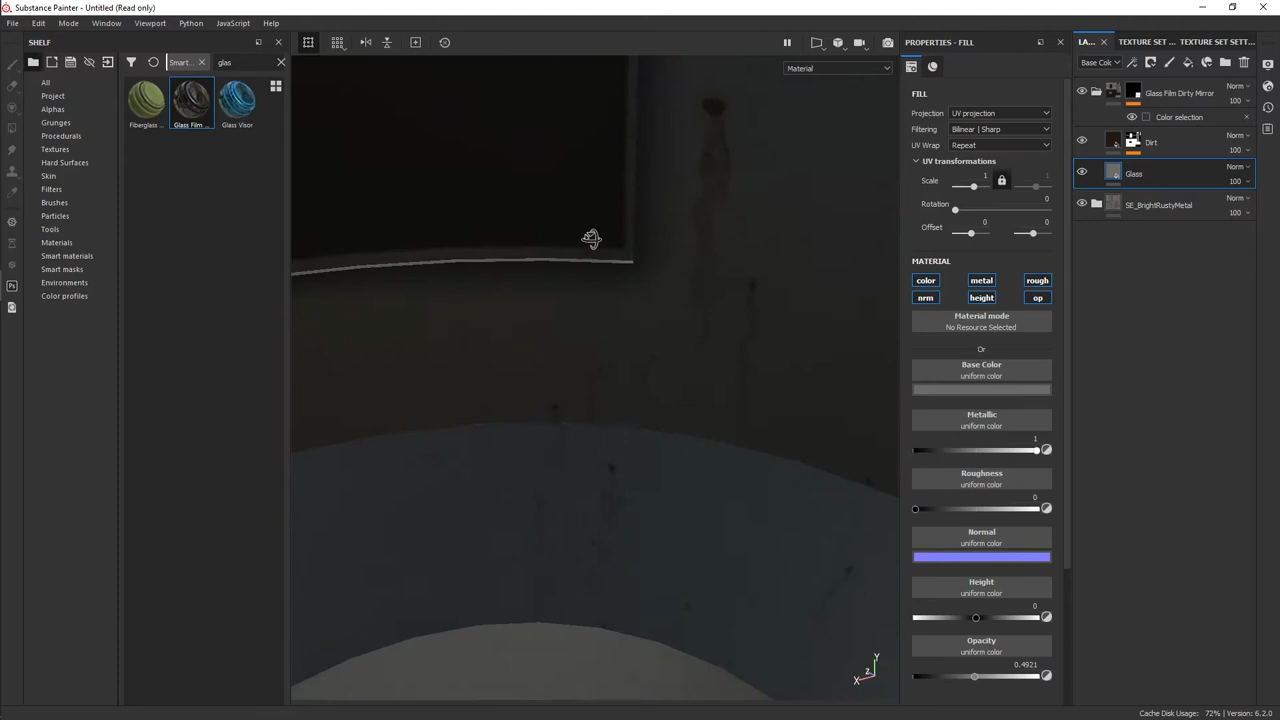 Substance Painter - Untitled (Read only)
File Edit Mode Window Viewport Python JavaScript Help
SHELF
Smart... glas
All
Project
Alphas
Grunges
Procedurals
Textures
Hard Surfaces
Skin
Filters
Brushes
Particles
Tools
Materials
Smart materials
Smart masks
Environments
Color profiles
Fiberglass ... Glass Film ... Glass Visor
Ps
Material
Y
Z
X
PROPERTIES - FILL
FILL
Projection UV projection
Filtering Bilinear | Sharp
UV Wrap Repeat
UV transformations
Scale 1 1
Rotation 0
Offset 0 0
MATERIAL
color metal rough
nrm height op
Material mode
No Resource Selected
Or
Base Color
uniform color
Metallic
uniform color
1
Roughness
uniform color
0
Normal
uniform color
Height
uniform color
0
Opacity
uniform color
0.4921
LA... TEXTURE SET ... TEXTURE SET SETT...
Base Colo
Glass Film Dirty Mirror Norm
100
Color selection
Dirt Norm
100
Glass Norm
100
SE_BrightRustyMetal Norm
100
Cache Disk Usage: 72% | Version: 6.2.0